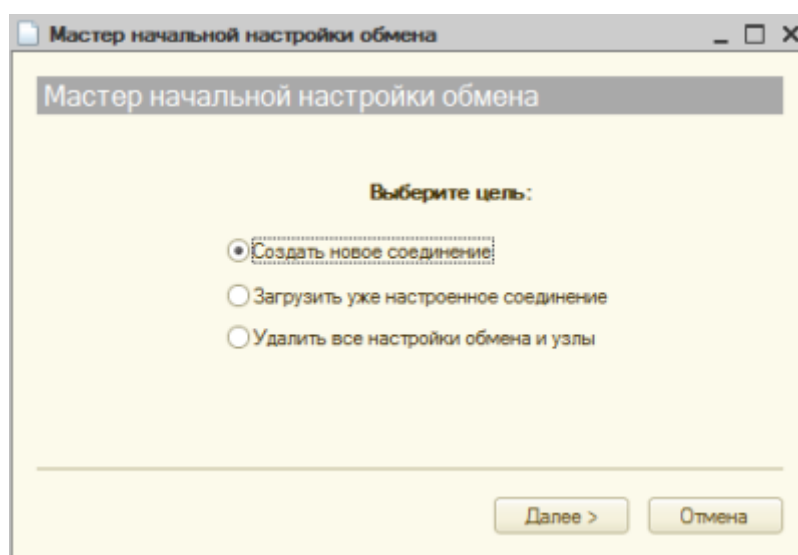 Мастер начальной настройки обмена
Мастер начальной настройки обмена
Выберите цель:
Создать новое соединение
Загрузить уже настроенное соединение
Удалить все настройки обмена и узлы
Далее > Отмена